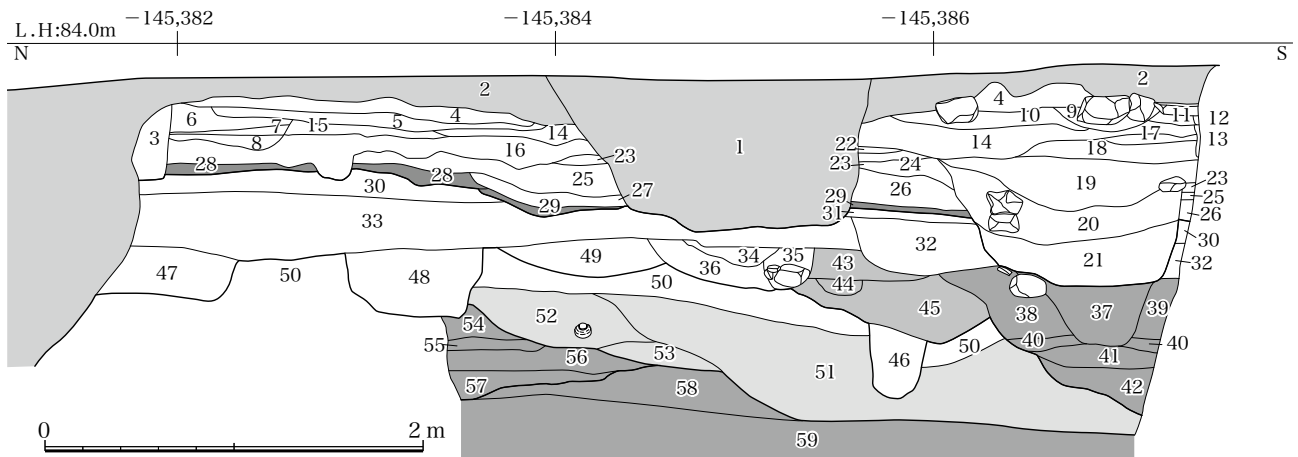 −145,382 −145,384 −145,386
L.H:84.0m
N S
2 2
4 4
6 5 9 10 11 12
3 7 15 14 17 13
8 16 1 22 14 18
28 28 23 23 24 19 23
30 25 26 25
29 27 29 20 26
33 31 30
32 21 32
49 34 35 43
47 50 48 36 44
50 45 38 37 39
54 52 40 40
55 56 53 46 50 41
57 58 51 42
59
0 2 m